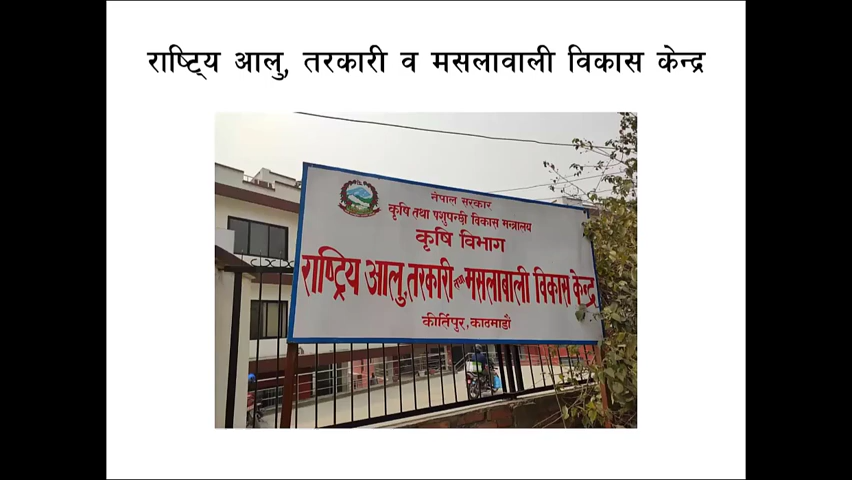 राष्ट्रिय आलु, तरकारी व मसलावाली विकास केन्द्र
नेपाल सरकार
कृषि तथा पशुपन्छी विकास मन्त्रालय
कृषि विभाग
राष्ट्रिय आलु,तरकारी तथा मसलाबाली विकास केन्द्र
कीर्तिपुर,काठमाडौं